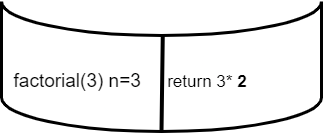 factorial(3) n=3
return 3* 2